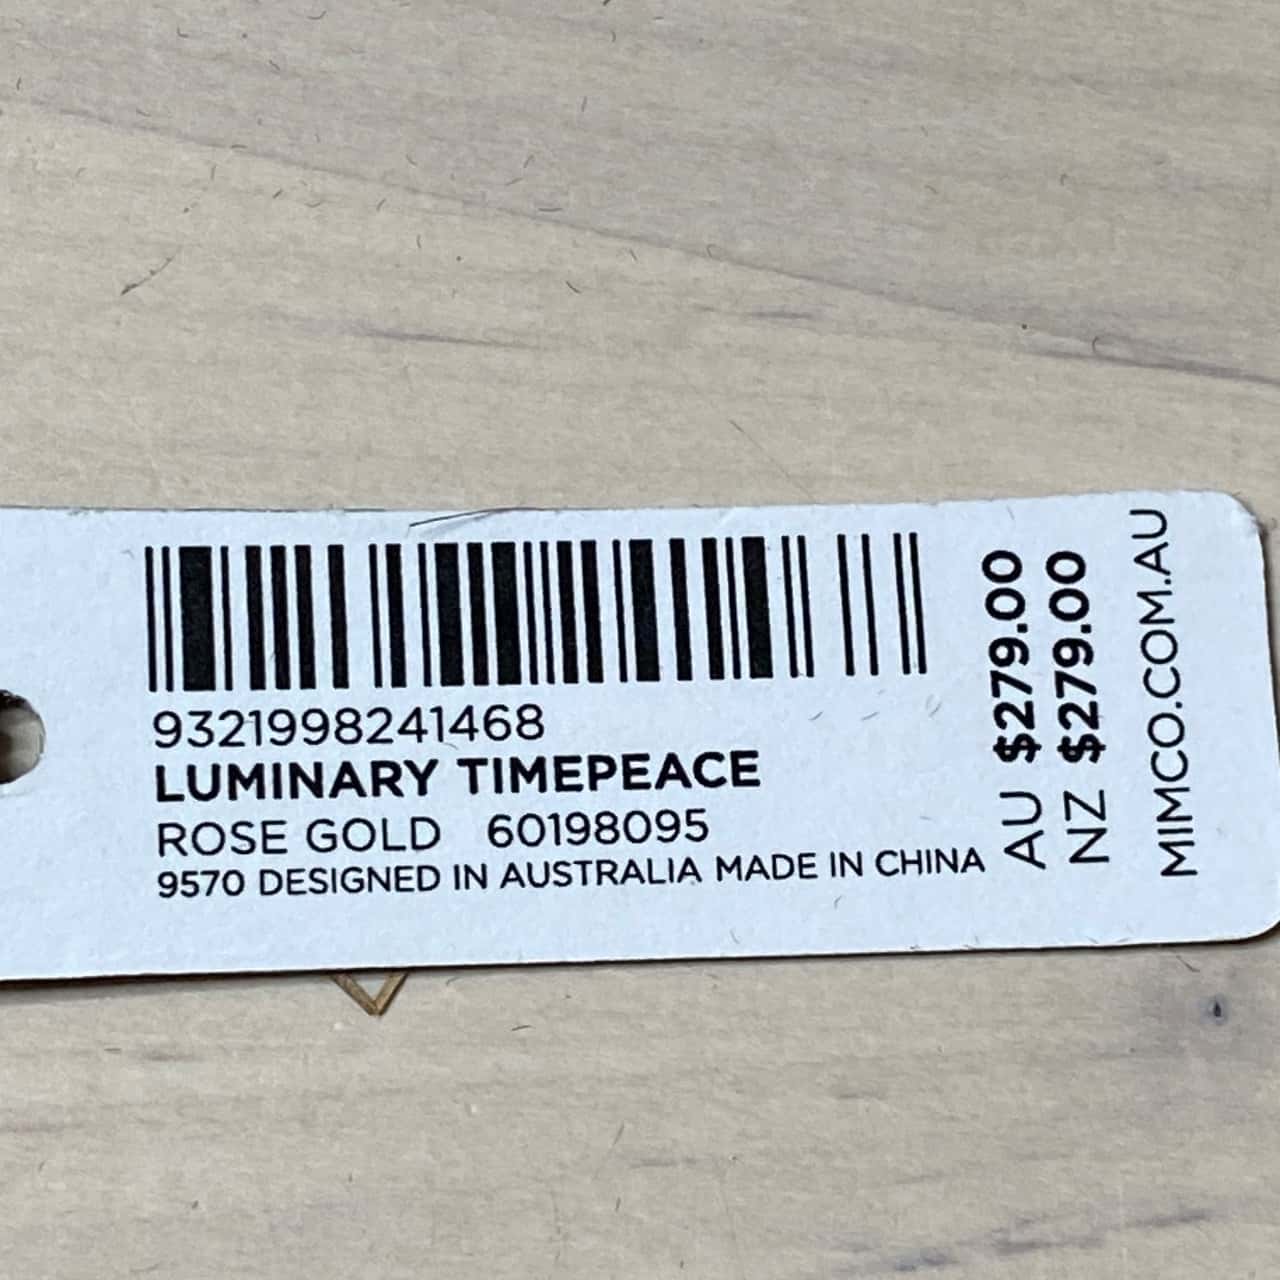 9321998241468
LUMINARY TIMEPEACE
ROSE GOLD 60198095
9570 DESIGNED IN AUSTRALIA MADE IN CHINA
AU $279.00
NZ $279.00
MIMCO.COM.AU